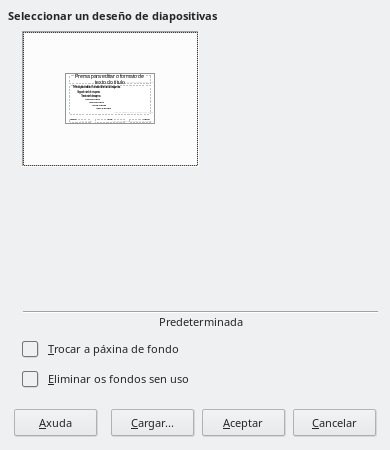 Seleccionar un deseño de diapositivas
Prema para editar o formato de
texto do título
Predeterminada
Trocar a páxina de fondo
Eliminar os fondos sen uso
Axuda
Cargar...
Aceptar
Cancelar